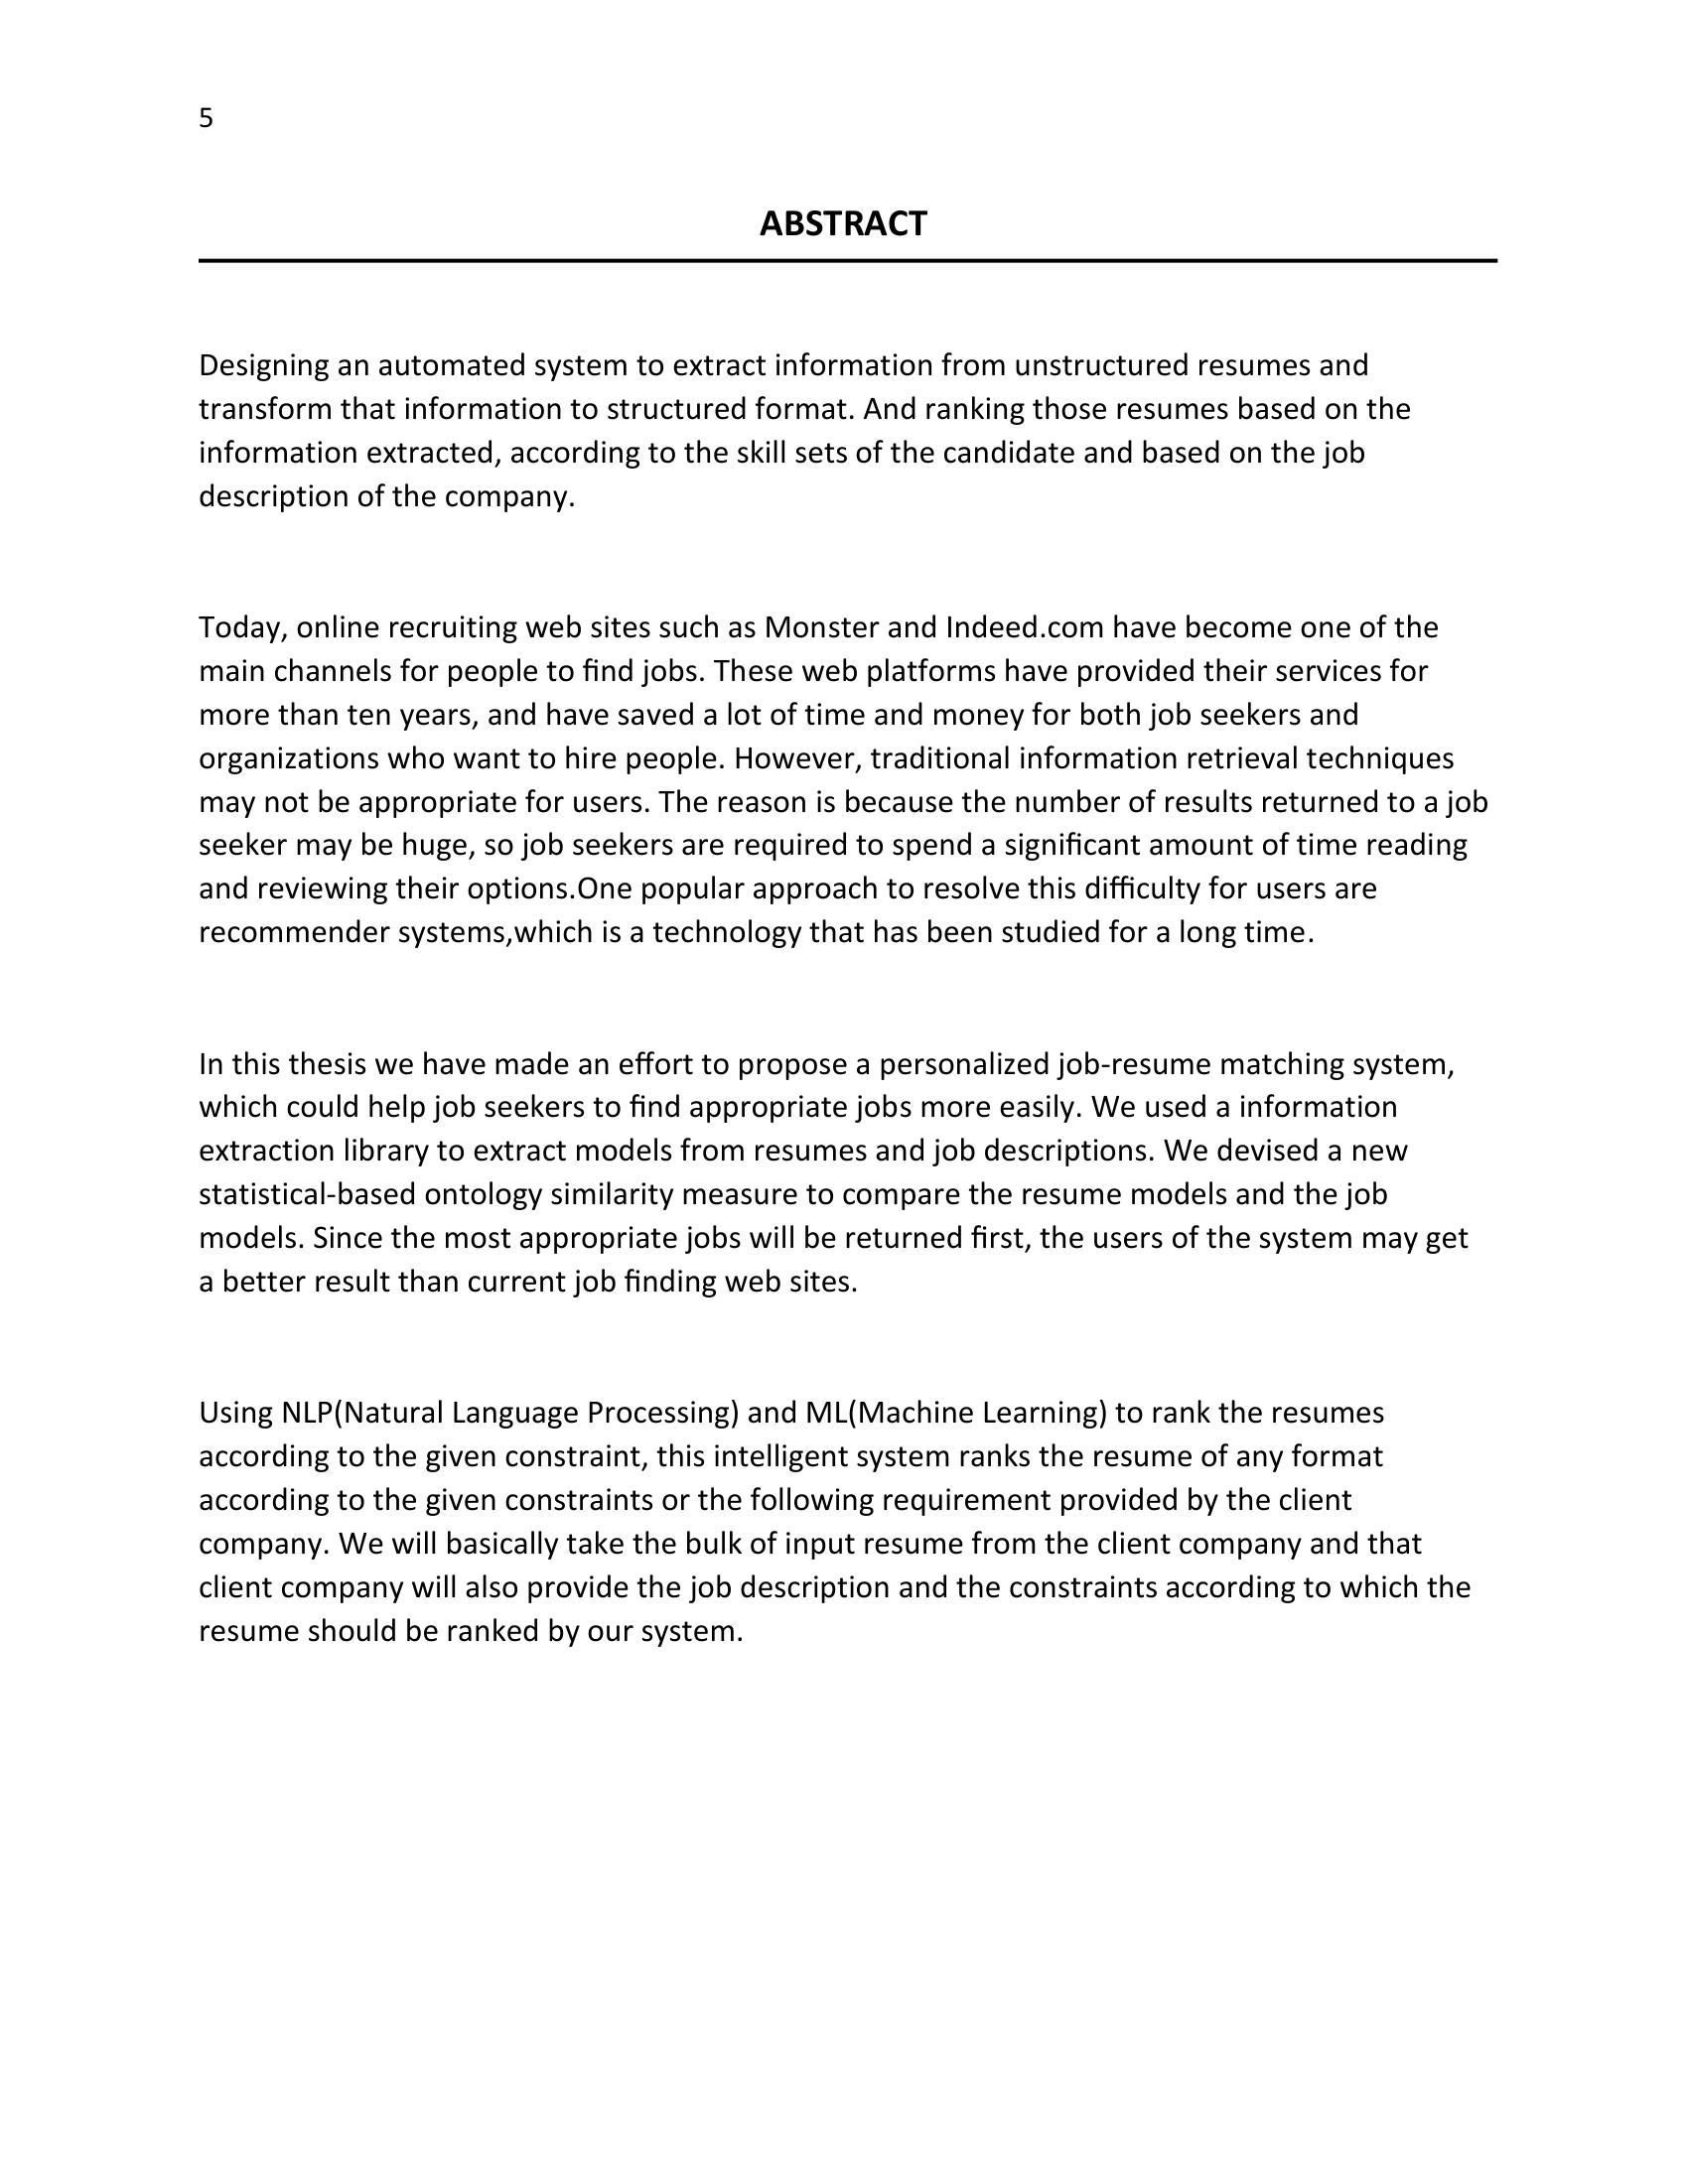 5
ABSTRACT
Designing an automated system to extract information from unstructured resumes and
transform that information to structured format. And ranking those resumes based on the
information extracted, according to the skill sets of the candidate and based on the job
description of the company.
Today, online recruiting web sites such as Monster and Indeed.com have become one of the
main channels for people to find jobs. These web platforms have provided their services for
more than ten years, and have saved a lot of time and money for both job seekers and
organizations who want to hire people. However, traditional information retrieval techniques
may not be appropriate for users. The reason is because the number of results returned to a job
seeker may be huge, so job seekers are required to spend a significant amount of time reading
and reviewing their options.One popular approach to resolve this difficulty for users are
recommender systems,which is a technology that has been studied for a long time.
In this thesis we have made an effort to propose a personalized job-resume matching system,
which could help job seekers to find appropriate jobs more easily. We used a information
extraction library to extract models from resumes and job descriptions. We devised a new
statistical-based ontology similarity measure to compare the resume models and the job
models. Since the most appropriate jobs will be returned first, the users of the system may get
a better result than current job finding web sites.
Using NLP(Natural Language Processing) and ML(Machine Learning) to rank the resumes
according to the given constraint, this intelligent system ranks the resume of any format
according to the given constraints or the following requirement provided by the client
company. We will basically take the bulk of input resume from the client company and that
client company will also provide the job description and the constraints according to which the
resume should be ranked by our system.